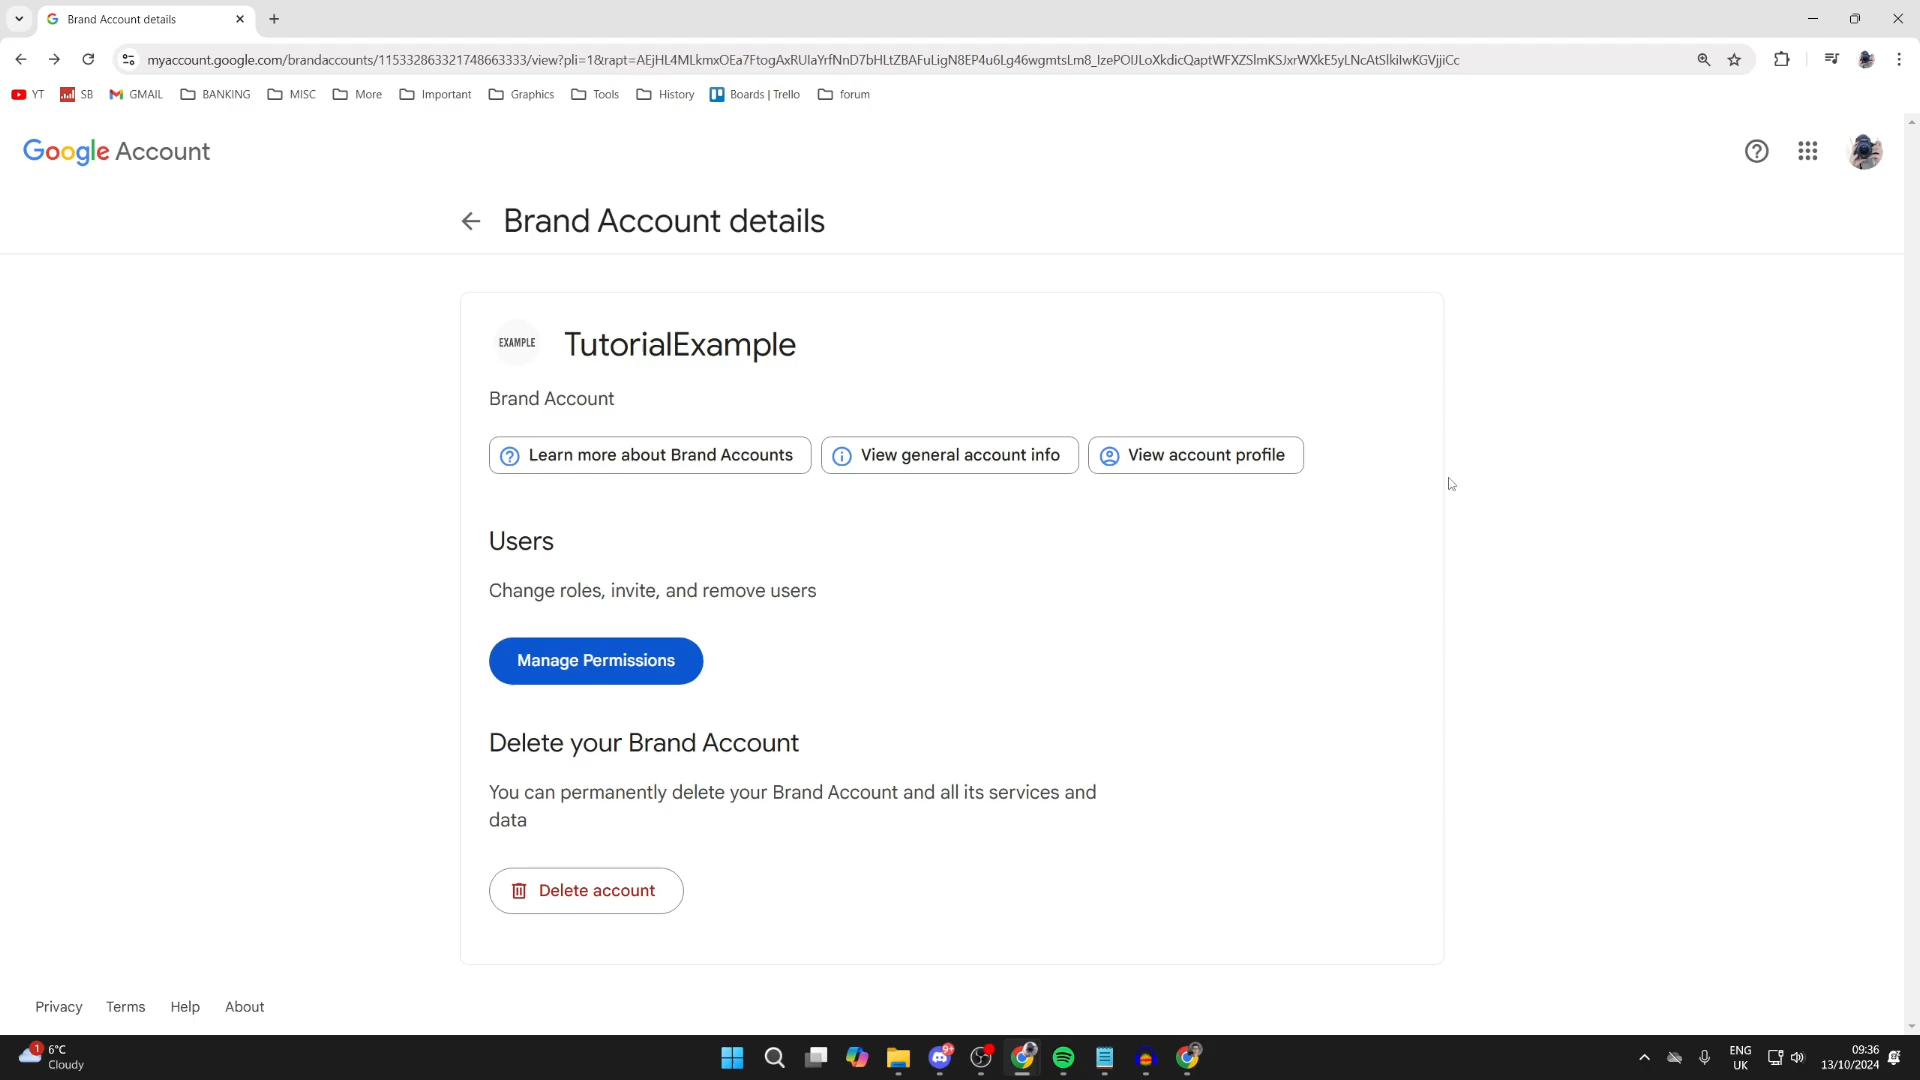 Brand Account details
myaccount.google.com/brandaccounts/115332863321748663333/view?pli=1&rapt=AEjHL4MLkmxOEa7FtogAxRUIaYrfNnD7bHLtZBAFuLigN8EP4u6Lg46wgmtsLm8_IzePOIJLoXkdicQaptWFXZSlmKSJxrWXkE5yLNcAtSlkiIwKGVjjiCc
YT SB GMAIL BANKING MISC More Important Graphics Tools History Boards | Trello forum
Google Account
Brand Account details
EXAMPLE TutorialExample
Brand Account
Learn more about Brand Accounts View general account info View account profile
Users
Change roles, invite, and remove users
Manage Permissions
Delete your Brand Account
You can permanently delete your Brand Account and all its services and
data
Delete account
Privacy Terms Help About
1 6°C
Cloudy
9+
ENG
UK
09:36
13/10/2024